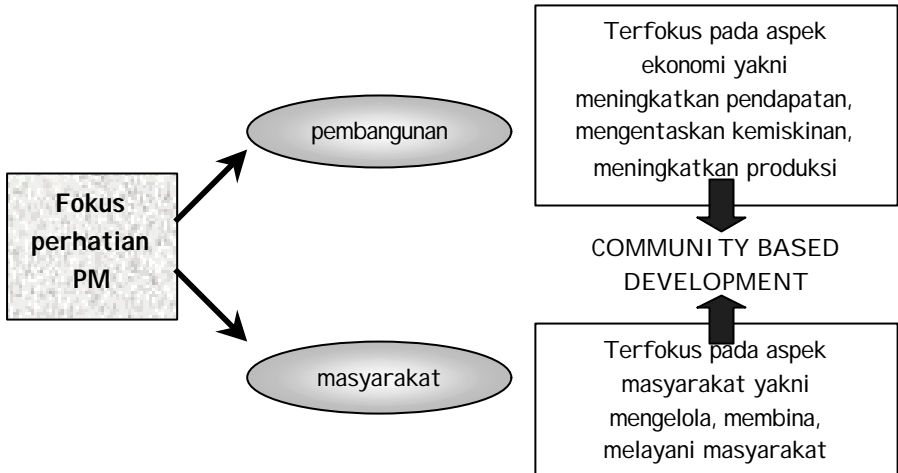 Fokus
perhatian
PM
pembangunan
Terfokus pada aspek
ekonomi yakni
meningkatkan pendapatan,
mengentaskan kemiskinan,
meningkatkan produksi
COMMUNITY BASED
DEVELOPMENT
masyarakat
Terfokus pada aspek
masyarakat yakni
mengelola, membina,
melayani masyarakat